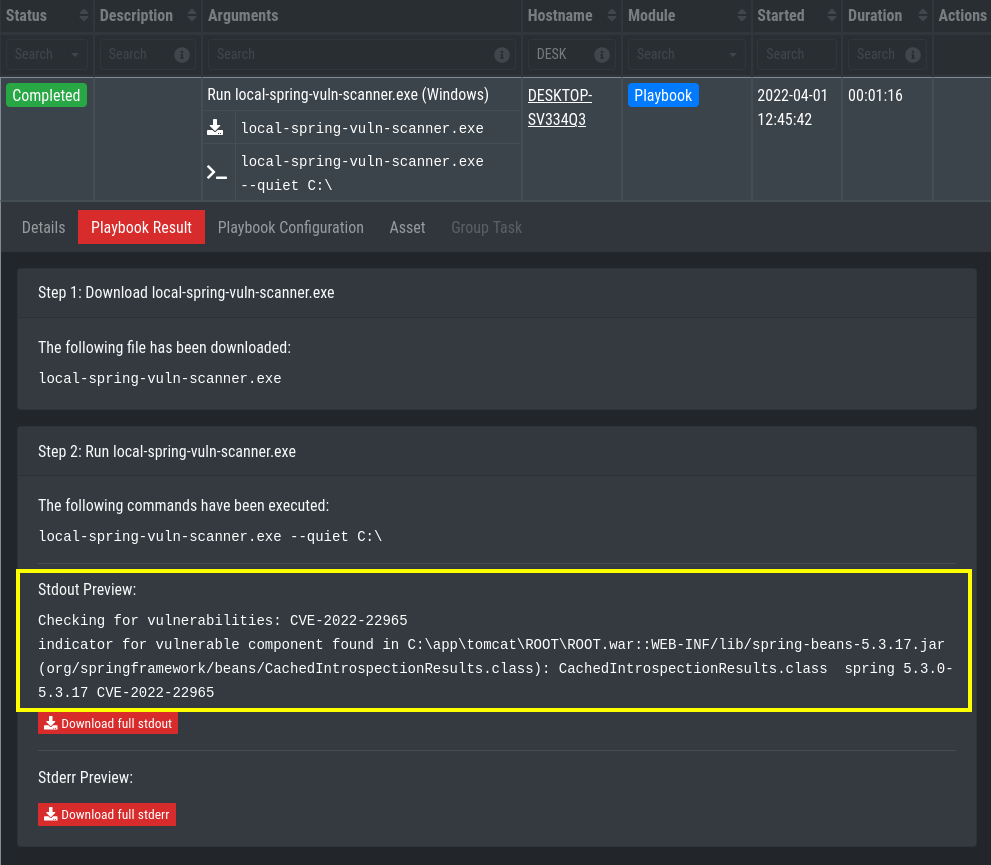 Status Description Arguments Hostname Module Started Duration Actions
Search Search Search DESK Search Search Search
Completed Run local-spring-vuln-scanner.exe (Windows) DESKTOP- Playbook 2022-04-01 00:01:16
SV334Q3 12:45:42
local-spring-vuln-scanner.exe
local-spring-vuln-scanner.exe
--quiet C:\
Details Playbook Result Playbook Configuration Asset Group Task
Step 1: Download local-spring-vuln-scanner.exe
The following file has been downloaded:
local-spring-vuln-scanner.exe
Step 2: Run local-spring-vuln-scanner.exe
The following commands have been executed:
local-spring-vuln-scanner.exe --quiet C:\
Stdout Preview:
Checking for vulnerabilities: CVE-2022-22965
indicator for vulnerable component found in C:\app\tomcat\ROOT\ROOT.war::WEB-INF/lib/spring-beans-5.3.17.jar
(org/springframework/beans/CachedIntrospectionResults.class): CachedIntrospectionResults.class  spring 5.3.0-
5.3.17 CVE-2022-22965
Download full stdout
Stderr Preview:
Download full stderr